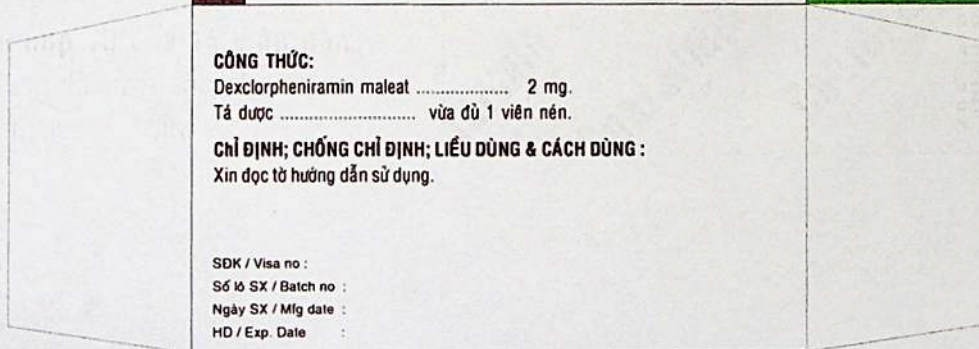 CÔNG THỨC:
Dexclorpheniramin maleat .................. 2 mg.
Tá dược ........................... vừa đủ 1 viên nén.
ChỈ ĐỊNH; CHỐNG CHỈ ĐỊNH; LIỀU DÙNG & CÁCH DÙNG :
Xin đọc tờ hướng dẫn sử dụng.
SĐK / Visa no :
Số lô SX / Batch no :
Ngày SX / Mfg date :
HD / Exp. Date :